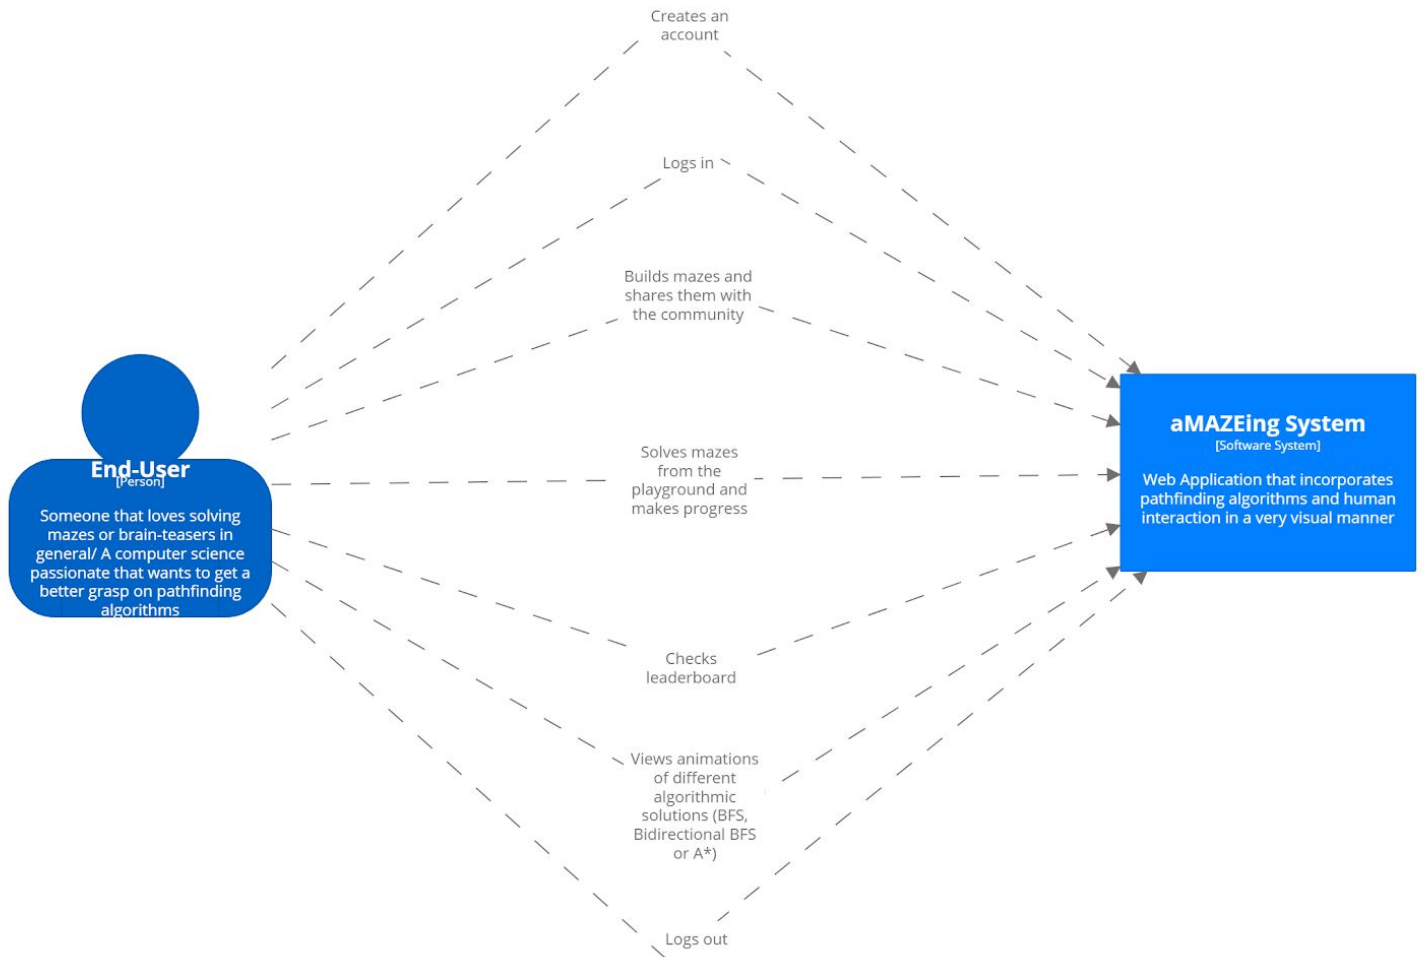 Creates an
account
Logs in
Builds mazes and
shares them with
the community
End-User
[Person]
Someone that loves solving
mazes or brain-teasers in
general/ A computer science
passionate that wants to get a
better grasp on pathfinding
algorithms
Solves mazes
from the
playground and
makes progress
aMAZEing System
[Software System]
Web Application that incorporates
pathfinding algorithms and human
interaction in a very visual manner
Checks
leaderboard
Views animations
of different
algorithmic
solutions (BFS,
Bidirectional BFS
or A*)
Logs out